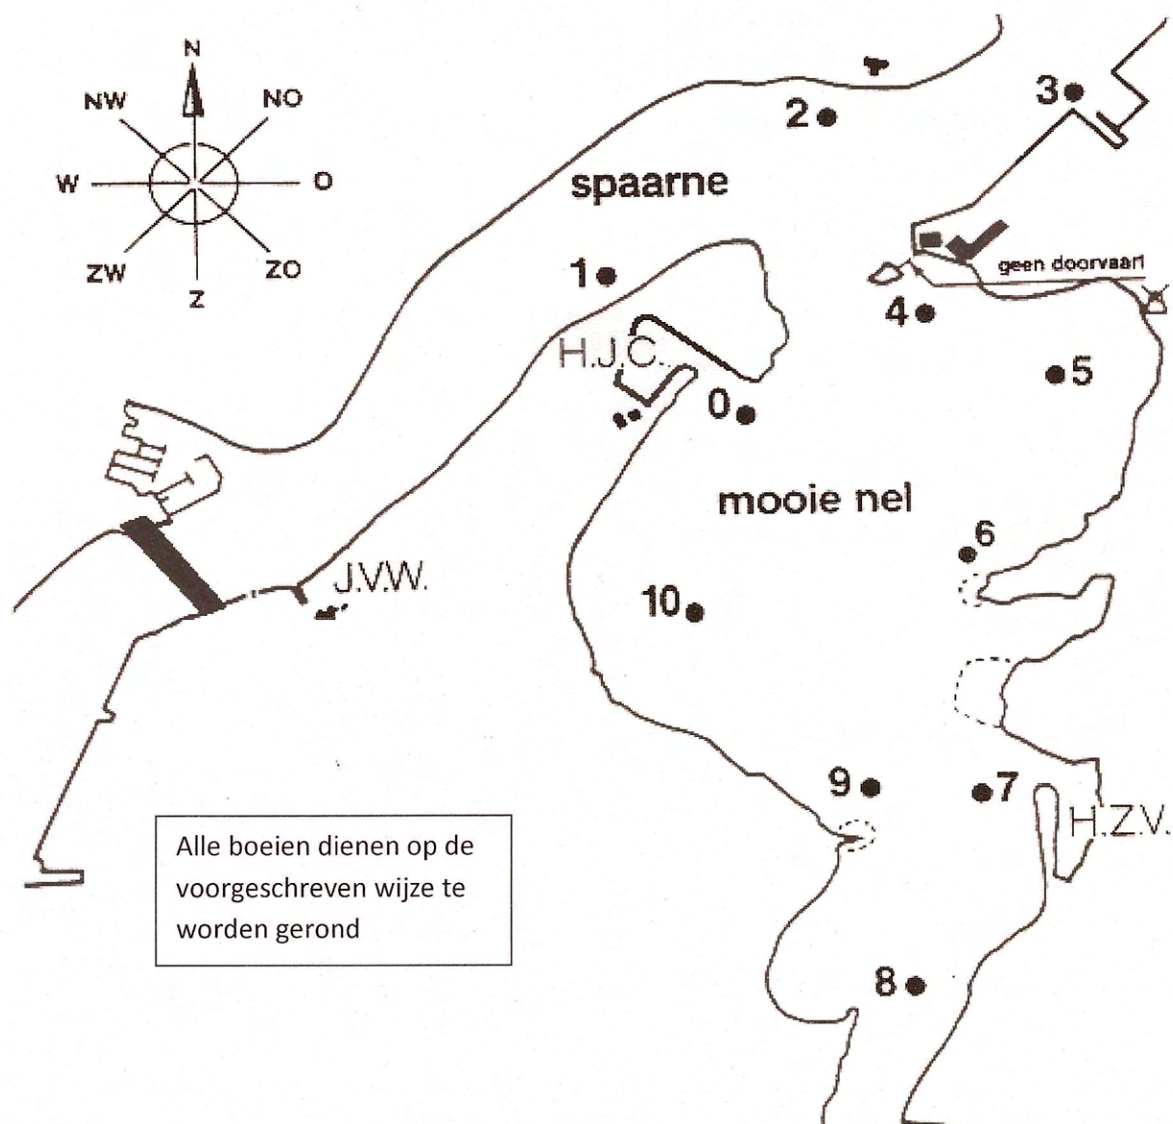 N
NW
NO
W
O
ZW
ZO
Z
3
2
spaarne
1
geen doorvaart
4
H.J.C.
5
0
mooie nel
6
J.V.W.
10
9
7
H.Z.V.
Alle boeien dienen op de
voorgeschreven wijze te
worden gerond
8